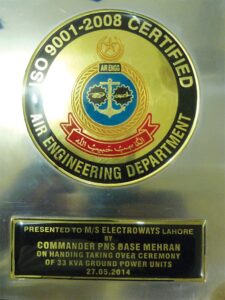 ISO 9001-2008 CERTIFIED
AIR ENGG
AIR ENGINEERING DEPARTMENT
PRESENTED TO M/S ELECTROWAYS LAHORE
BY
COMMANDER PNS BASE MEHRAN
ON HANDING TAKING OVER CEREMONY
OF 33 KVA GROUND POWER UNITS
27.05.2014